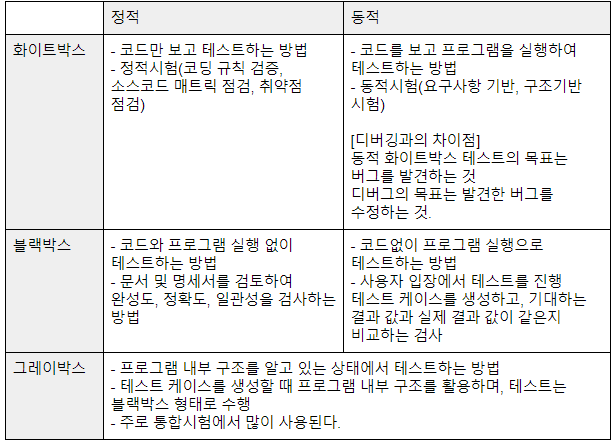 정적
동적
화이트박스
- 코드만 보고 테스트하는 방법
- 정적시험(코딩 규칙 검증,
소스코드 매트릭 점검, 취약점
점검)
- 코드를 보고 프로그램을 실행하여
테스트하는 방법
- 동적시험(요구사항 기반, 구조기반
시험)
[디버깅과의 차이점]
동적 화이트박스 테스트의 목표는
버그를 발견하는 것
디버그의 목표는 발견한 버그를
수정하는 것.
블랙박스
- 코드와 프로그램 실행 없이
테스트하는 방법
- 문서 및 명세서를 검토하여
완성도, 정확도, 일관성을 검사하는
방법
- 코드없이 프로그램 실행으로
테스트하는 방법
- 사용자 입장에서 테스트를 진행
테스트 케이스를 생성하고, 기대하는
결과 값과 실제 결과 값이 같은지
비교하는 검사
그레이박스
- 프로그램 내부 구조를 알고 있는 상태에서 테스트하는 방법
- 테스트 케이스를 생성할 때 프로그램 내부 구조를 활용하며, 테스트는
블랙박스 형태로 수행
- 주로 통합시험에서 많이 사용된다.